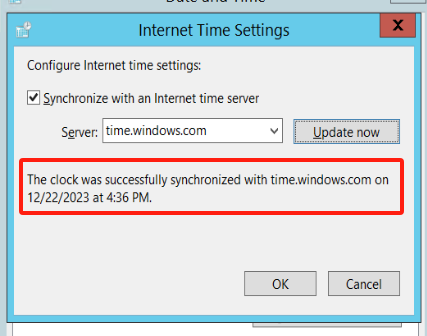 Date and Time
Internet Time Settings
X
Configure Internet time settings:
Synchronize with an Internet time server
Server: time.windows.com Update now
The clock was successfully synchronized with time.windows.com on
12/22/2023 at 4:36 PM.
OK Cancel